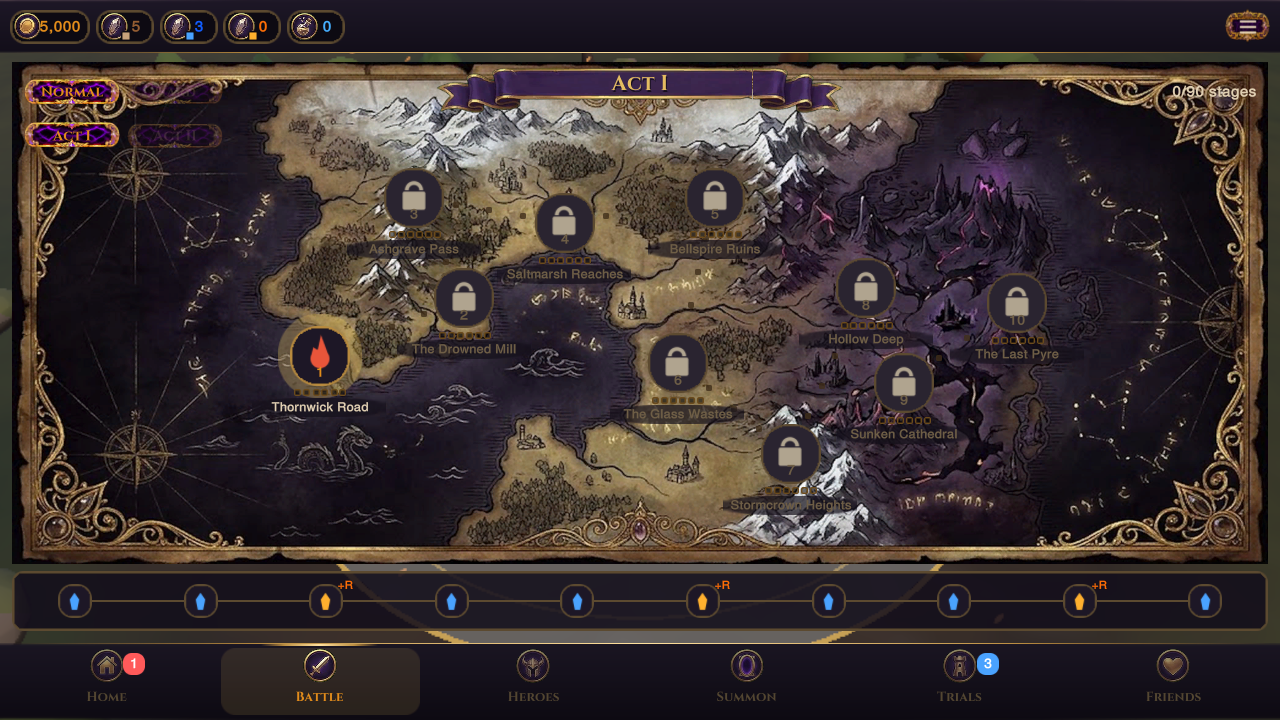 5,000
5
3
0
0
ACT I
NORMAL
0/90 stages
ACT I
ACT II
3
Ashgrave Pass
4
Saltmarsh Reaches
5
Bellspire Ruins
2
The Drowned Mill
8
Hollow Deep
10
The Last Pyre
Thornwick Road
6
The Glass Wastes
9
Sunken Cathedral
7
Stormcrown Heights
+R
+R
+R
1
3
HOME
BATTLE
HEROES
SUMMON
TRIALS
FRIENDS